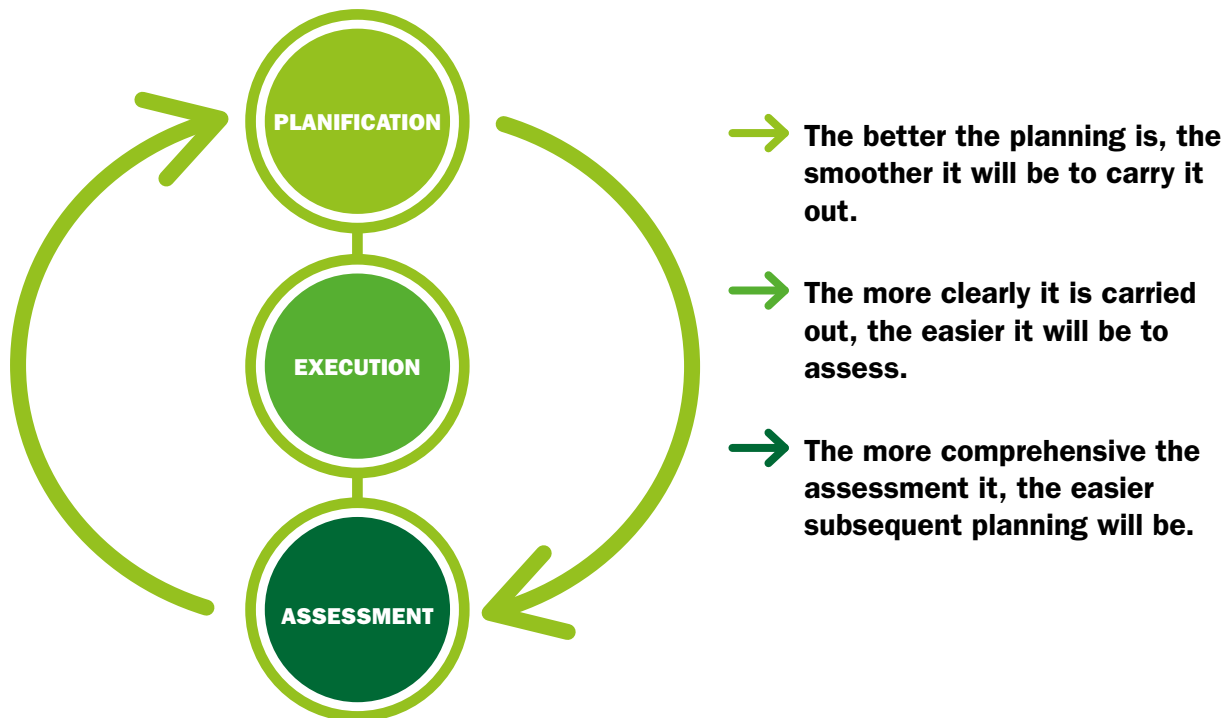 PLANIFICATION
EXECUTION
ASSESSMENT
The better the planning is, the
smoother it will be to carry it
out.
The more clearly it is carried
out, the easier it will be to
assess.
The more comprehensive the
assessment it, the easier
subsequent planning will be.